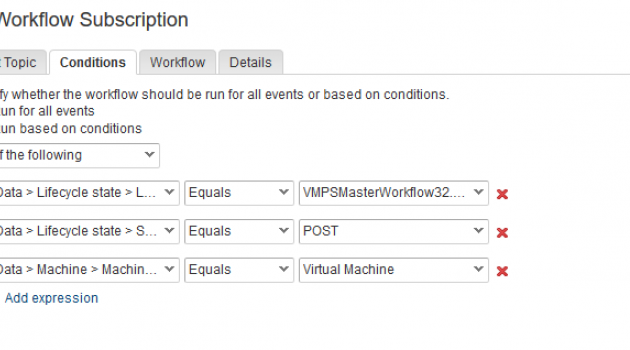 Workflow Subscription
Topic Conditions Workflow Details
fy whether the workflow should be run for all events or based on conditions.
un for all events
un based on conditions
f the following
Data > Lifecycle state > L... Equals VMPSMasterWorkflow32....
Data > Lifecycle state > S... Equals POST
Data > Machine > Machin... Equals Virtual Machine
Add expression